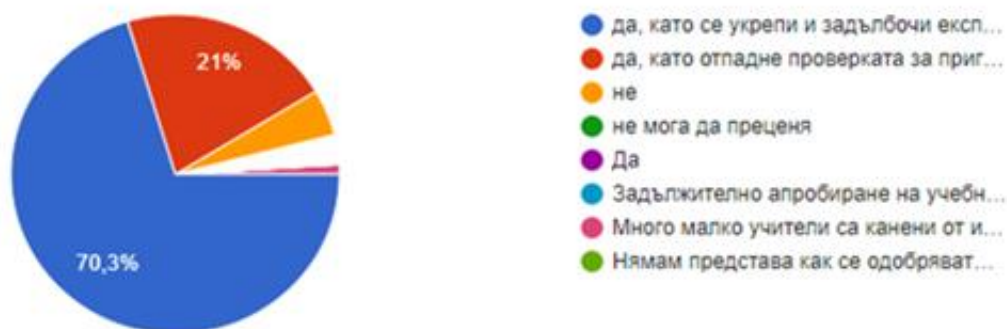 21%
70,3%
да, като се укрепи и задълбочи експ...
да, като отпадне проверката за приг...
не
не мога да преценя
Да
Задължително апробиране на учебн...
Много малко учители са канени от и...
Нямам представа как се одобряват...